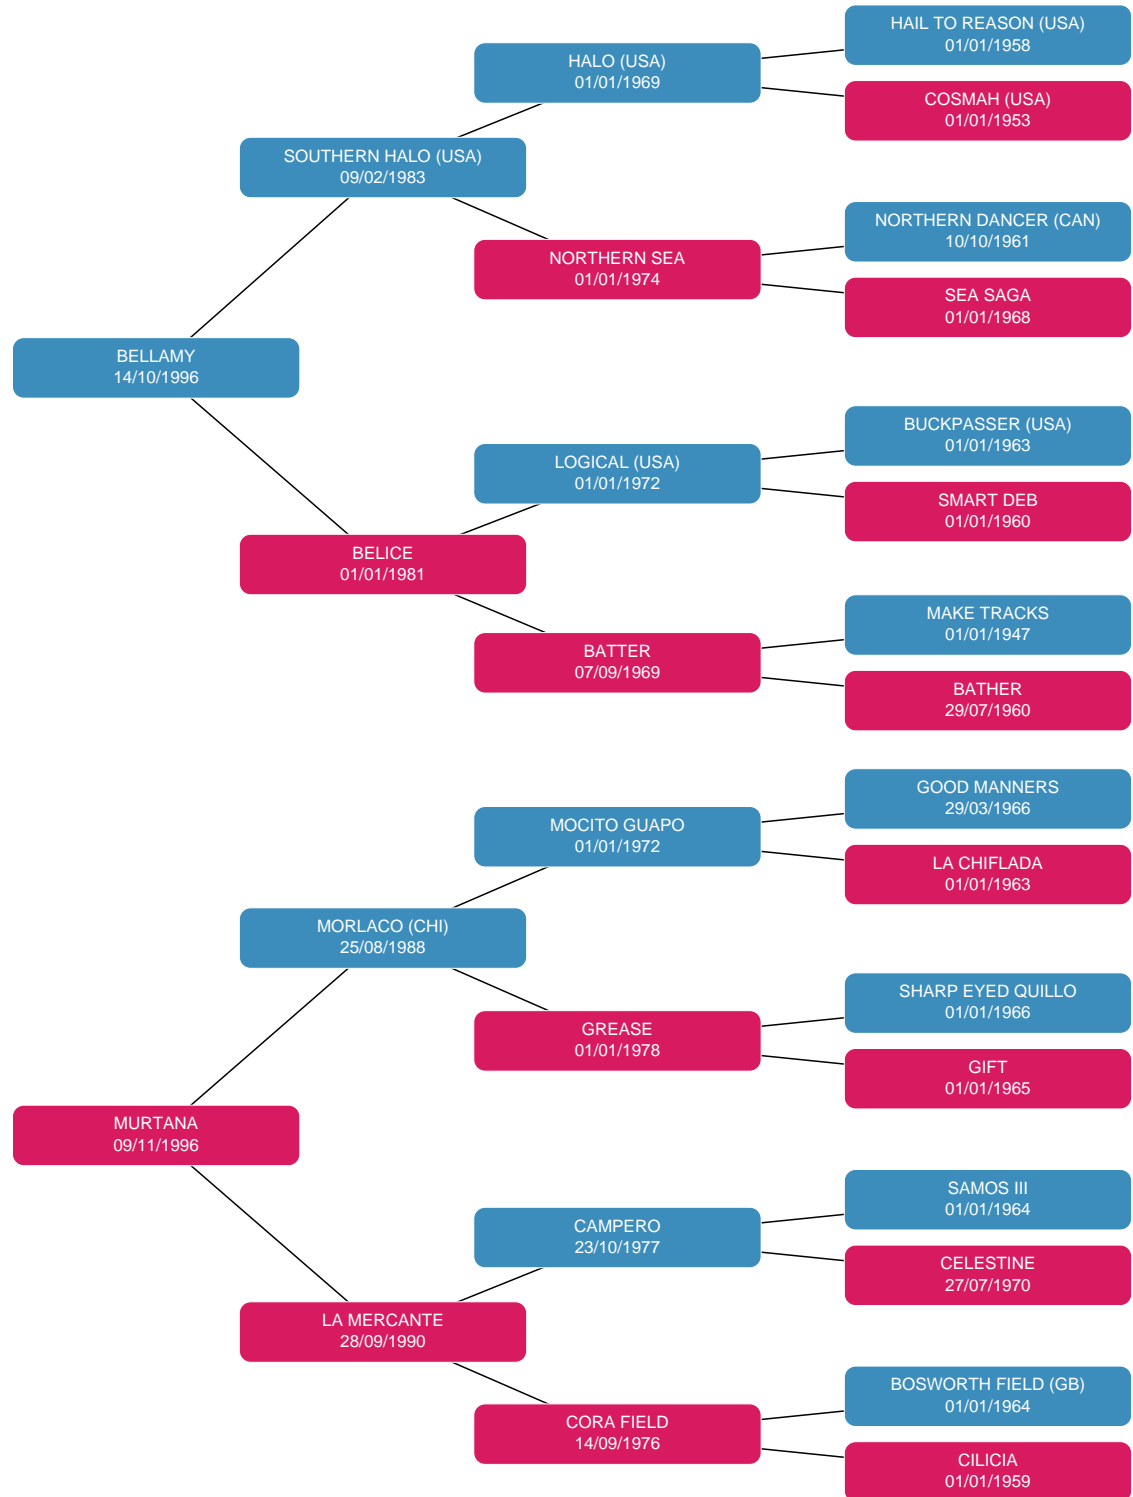 HAIL TO REASON (USA)
01/01/1958
HALO (USA)
01/01/1969
COSMAH (USA)
01/01/1953
SOUTHERN HALO (USA)
09/02/1983
NORTHERN DANCER (CAN)
10/10/1961
NORTHERN SEA
01/01/1974
SEA SAGA
01/01/1968
BELLAMY
14/10/1996
BUCKPASSER (USA)
01/01/1963
LOGICAL (USA)
01/01/1972
SMART DEB
01/01/1960
BELICE
01/01/1981
MAKE TRACKS
01/01/1947
BATTER
07/09/1969
BATHER
29/07/1960
GOOD MANNERS
29/03/1966
MOCITO GUAPO
01/01/1972
LA CHIFLADA
01/01/1963
MORLACO (CHI)
25/08/1988
SHARP EYED QUILLO
01/01/1966
GREASE
01/01/1978
GIFT
01/01/1965
MURTANA
09/11/1996
SAMOS III
01/01/1964
CAMPERO
23/10/1977
CELESTINE
27/07/1970
LA MERCANTE
28/09/1990
BOSWORTH FIELD (GB)
01/01/1964
CORA FIELD
14/09/1976
CILICIA
01/01/1959